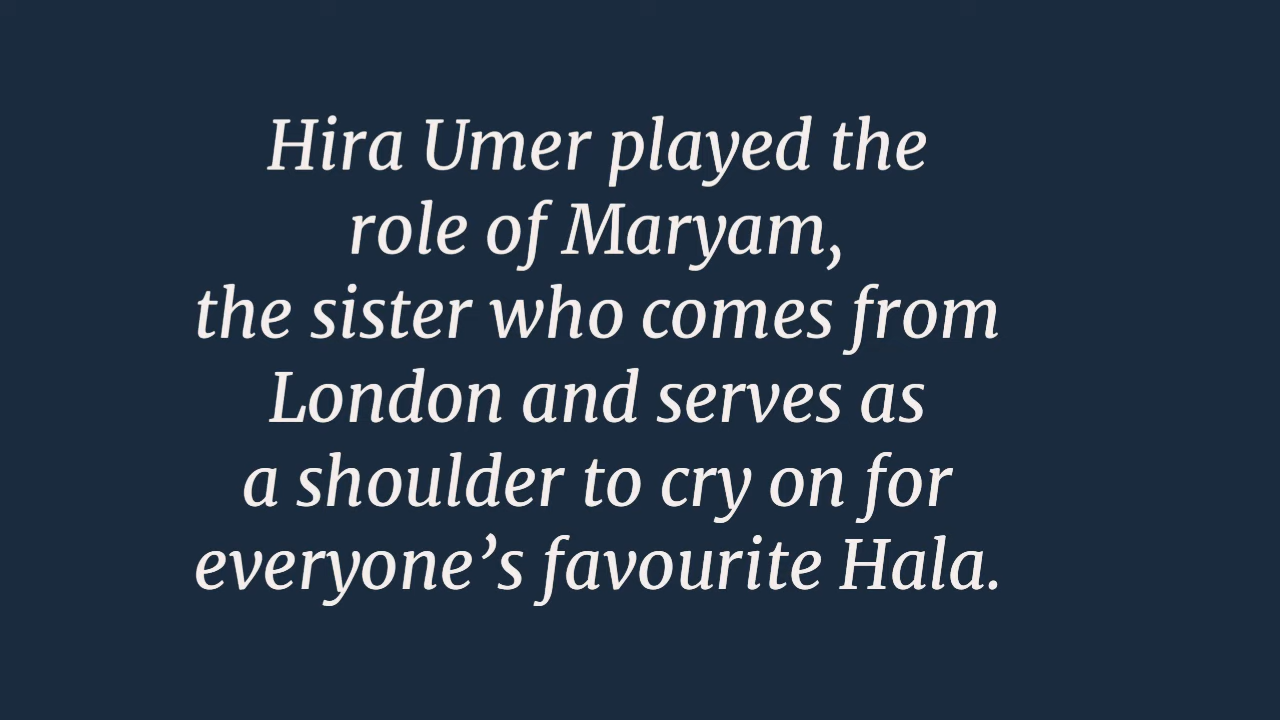 Hira Umer played the
role of Maryam,
the sister who comes from
London and serves as
a shoulder to cry on for
everyone’s favourite Hala.